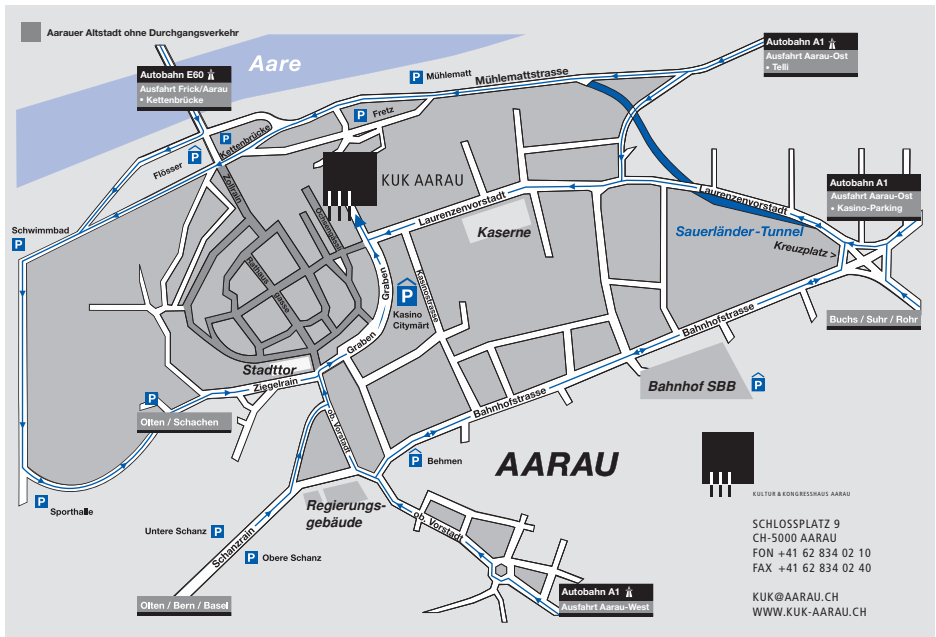 Aarauer Altstadt ohne Durchgangsverkehr
Aare
Autobahn E60
Ausfahrt Frick/Aarau
• Kettenbrücke
Autobahn A1
Ausfahrt Aarau-Ost
• Telli
P Mühlematt
Mühlemattstrasse
P Fretz
P
Kettenbrücke
Flösser
P
Zollrain
KUK AARAU
Laurenzenvorstadt
Laurenzenvorstadt
Autobahn A1
Ausfahrt Aarau-Ost
• Kasino-Parking
Schwimmbad
P
Kaserne
Sauerländer-Tunnel
Kreuzplatz >
Rathausgasse
Graben
Kasinostrasse
P
Kasino
Citymärt
Graben
Bahnhofstrasse
Buchs / Suhr / Rohr
Stadttor
Ziegelrain
Bahnhof SBB
P
P
Olten / Schachen
ob. Vorstadt
Bahnhofstrasse
P Behmen
AARAU
KULTUR & KONGRESSHAUS AARAU
P
Sporthalle
Regierungs-
gebäude
ob. Vorstadt
Untere Schanz P
Schanzrain
P Obere Schanz
SCHLOSSPLATZ 9
CH-5000 AARAU
FON +41 62 834 02 10
FAX +41 62 834 02 40
KUK@AARAU.CH
WWW.KUK-AARAU.CH
Olten / Bern / Basel
Autobahn A1
Ausfahrt Aarau-West